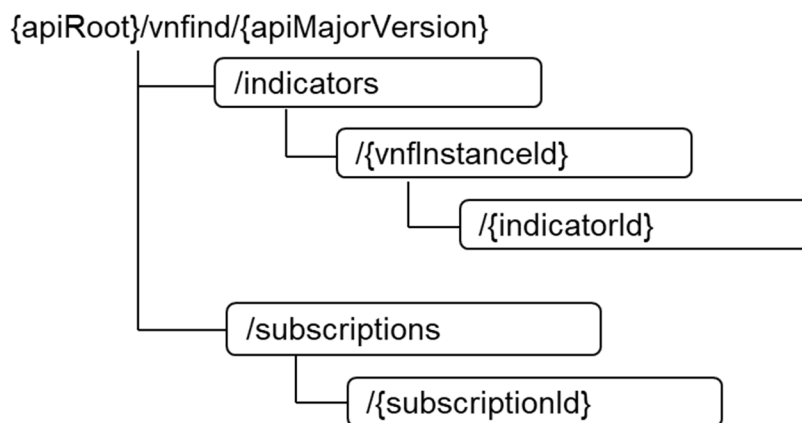 {apiRoot}/vnfind/{apiMajorVersion}
/indicators
/{vnfInstanceId}
/{indicatorId}
/subscriptions
/{subscriptionId}